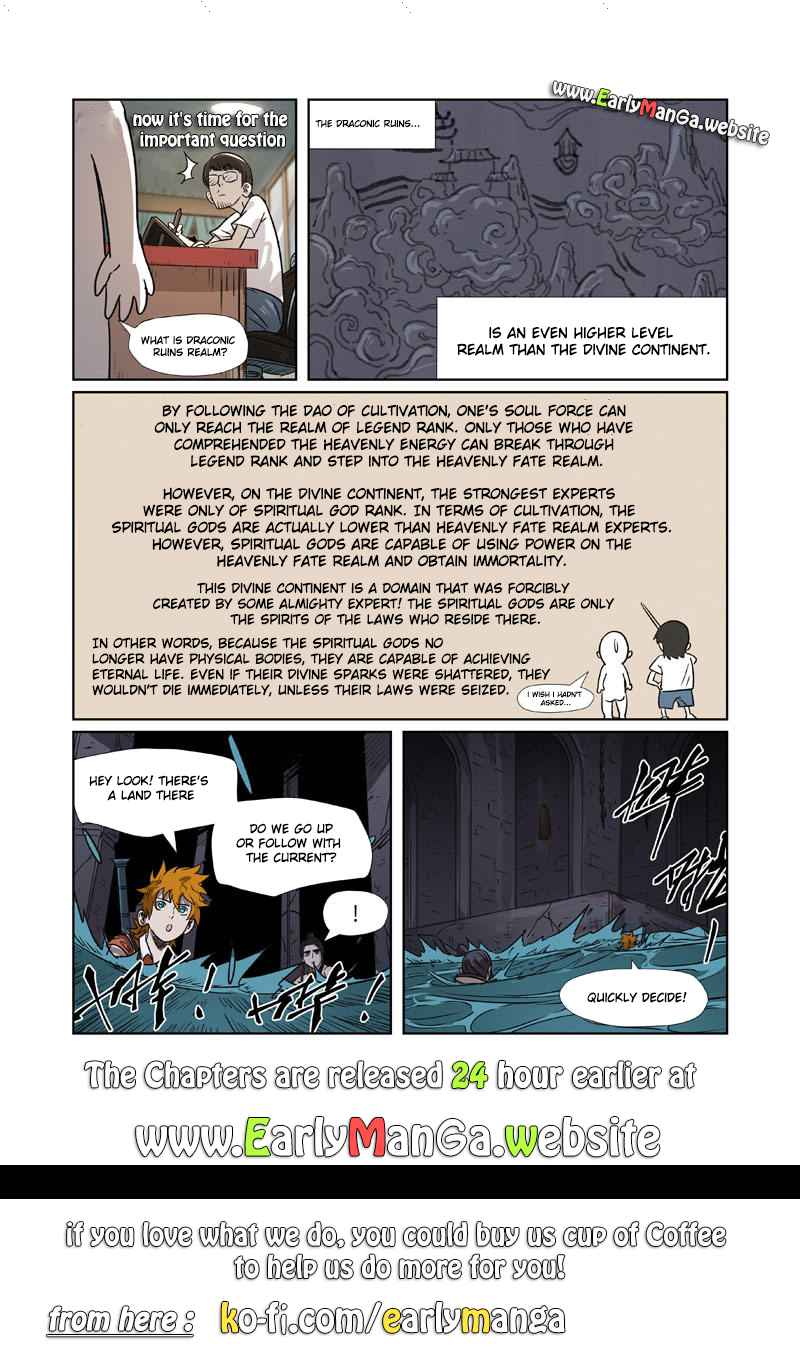 now it's time for the
important question
WHAT IS DRACONIC
RUINS REALM?
www.EarlyManGa.website
THE DRACONIC RUINS...
IS AN EVEN HIGHER LEVEL
REALM THAN THE DIVINE CONTINENT.
BY FOLLOWING THE DAO OF CULTIVATION, ONE'S SOUL FORCE CAN
ONLY REACH THE REALM OF LEGEND RANK. ONLY THOSE WHO HAVE
COMPREHENDED THE HEAVENLY ENERGY CAN BREAK THROUGH
LEGEND RANK AND STEP INTO THE HEAVENLY FATE REALM.
HOWEVER, ON THE DIVINE CONTINENT, THE STRONGEST EXPERTS
WERE ONLY OF SPIRITUAL GOD RANK. IN TERMS OF CULTIVATION, THE
SPIRITUAL GODS ARE ACTUALLY LOWER THAN HEAVENLY FATE REALM EXPERTS.
HOWEVER, SPIRITUAL GODS ARE CAPABLE OF USING POWER ON THE
HEAVENLY FATE REALM AND OBTAIN IMMORTALITY.
THIS DIVINE CONTINENT IS A DOMAIN THAT WAS FORCIBLY
CREATED BY SOME ALMIGHTY EXPERT! THE SPIRITUAL GODS ARE ONLY
THE SPIRITS OF THE LAWS WHO RESIDE THERE.
IN OTHER WORDS, BECAUSE THE SPIRITUAL GODS NO
LONGER HAVE PHYSICAL BODIES, THEY ARE CAPABLE OF ACHIEVING
ETERNAL LIFE. EVEN IF THEIR DIVINE SPARKS WERE SHATTERED, THEY
WOULDN'T DIE IMMEDIATELY, UNLESS THEIR LAWS WERE SEIZED.
I WISH I HADN'T
ASKED...
HEY LOOK! THERE'S
A LAND THERE
DO WE GO UP
OR FOLLOW WITH
THE CURRENT?
!
QUICKLY DECIDE!
The Chapters are released 24 hour earlier at
www.EarlyManGa.website
if you love what we do, you could buy us cup of Coffee
to help us do more for you!
from here : ko-fi.com/earlymanga